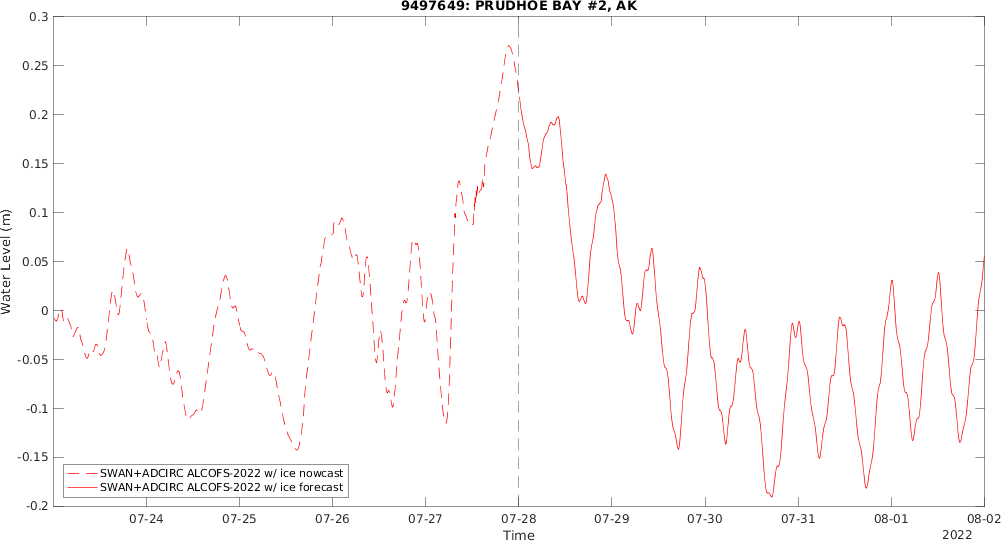 9497649: PRUDHOE BAY #2, AK
0.3
0.25
0.2
0.15
0.1
0.05
0
-0.05
-0.1
-0.15
-0.2
Water Level (m)
SWAN+ADCIRC ALCOFS-2022 w/ ice nowcast
SWAN+ADCIRC ALCOFS-2022 w/ ice forecast
07-24 07-25 07-26 07-27 07-28 07-29 07-30 07-31 08-01 08-02
Time
2022